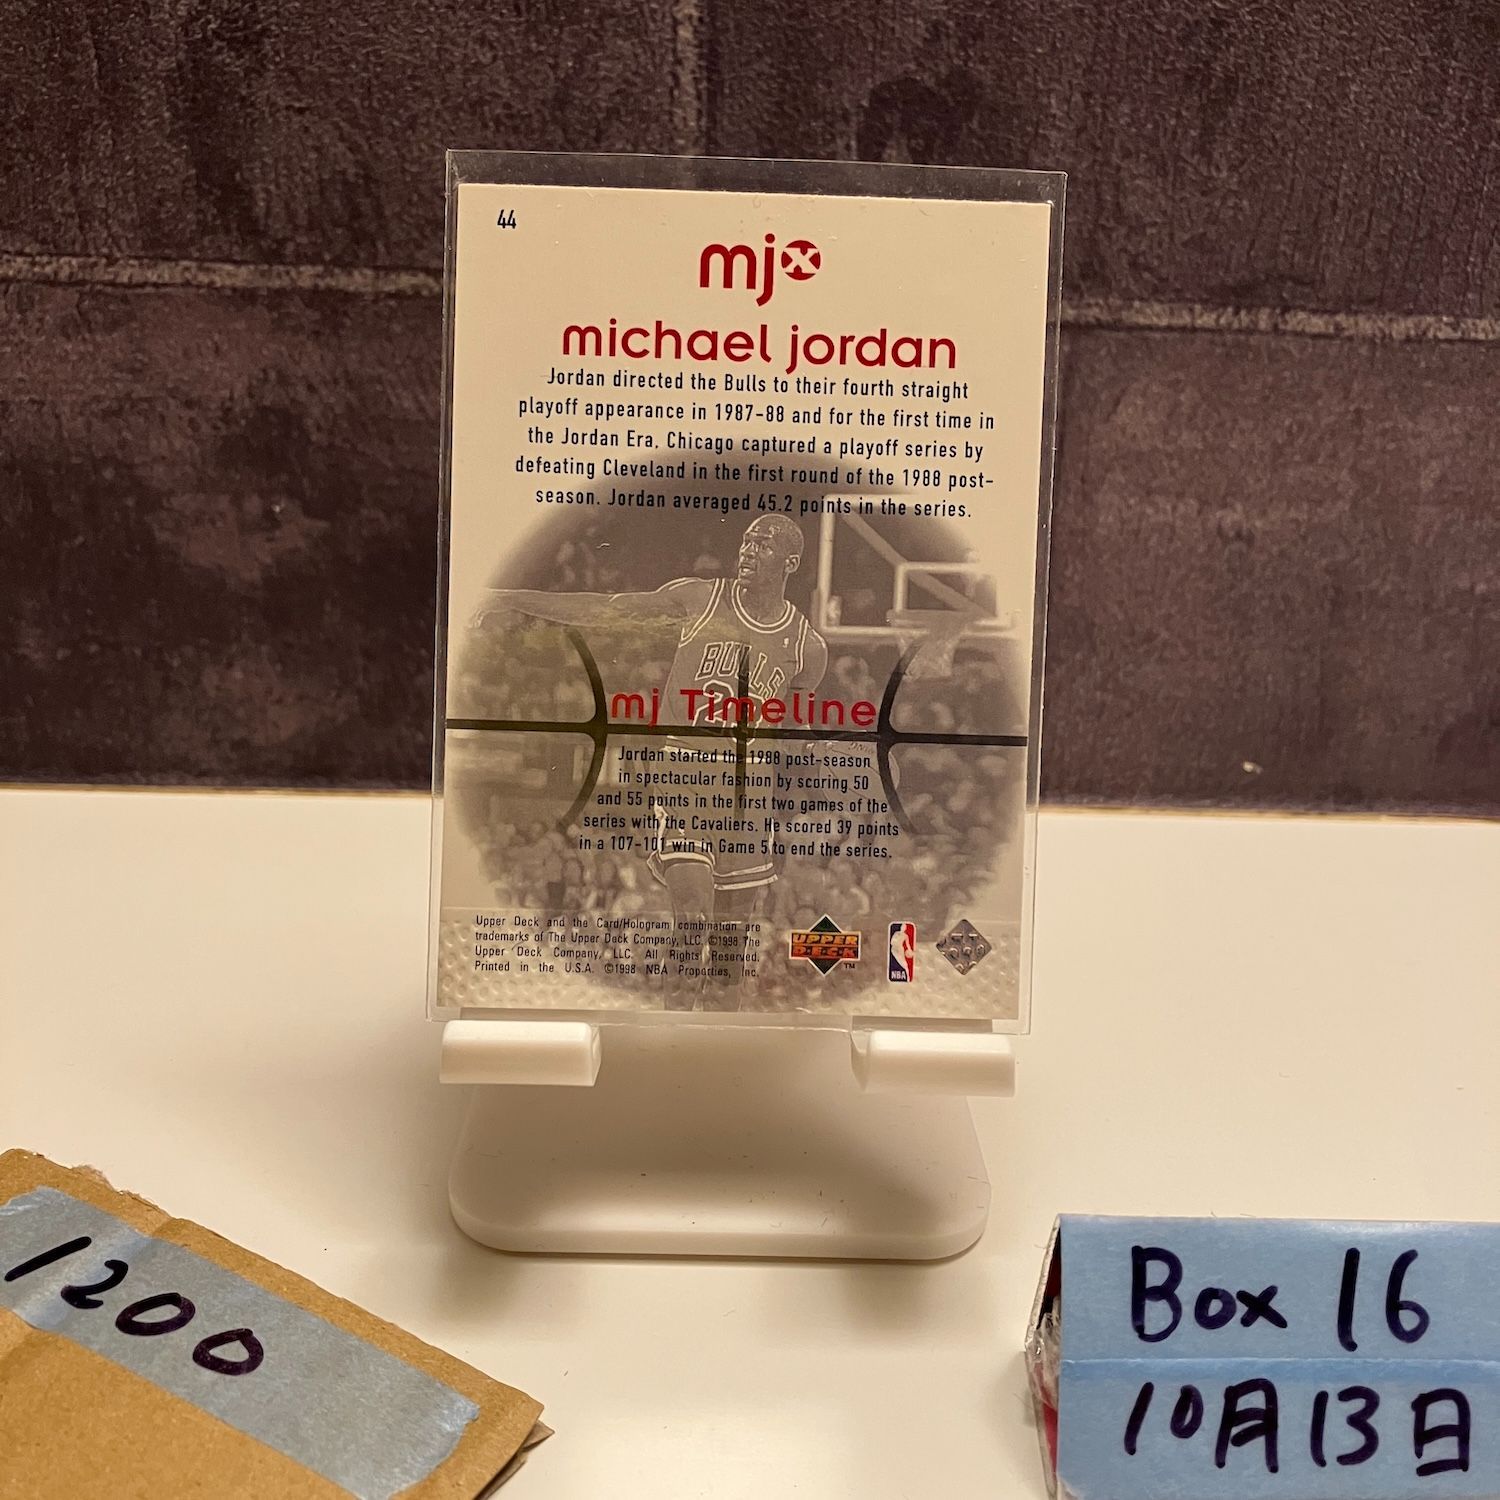 44
mjx
michael jordan
Jordan directed the Bulls to their fourth straight
playoff appearance in 1987-88 and for the first time in
the Jordan Era, Chicago captured a playoff series by
defeating Cleveland in the first round of the 1988 post-
season. Jordan averaged 45.2 points in the series.
BULLS
23
mj Timeline
Jordan started the 1988 post-season
in spectacular fashion by scoring 50
and 55 points in the first two games of the
series with the Cavaliers. He scored 39 points
in a 107-101 win in Game 5 to end the series.
Upper Deck and the Card/Hologram combination are
trademarks of The Upper Deck Company, LLC. ©1998 The
Upper Deck Company, LLC. All Rights Reserved.
Printed in the U.S.A. ©1998 NBA Properties, Inc.
UPPER
DECK
TM
NBA
1200
Box 16
10月13日